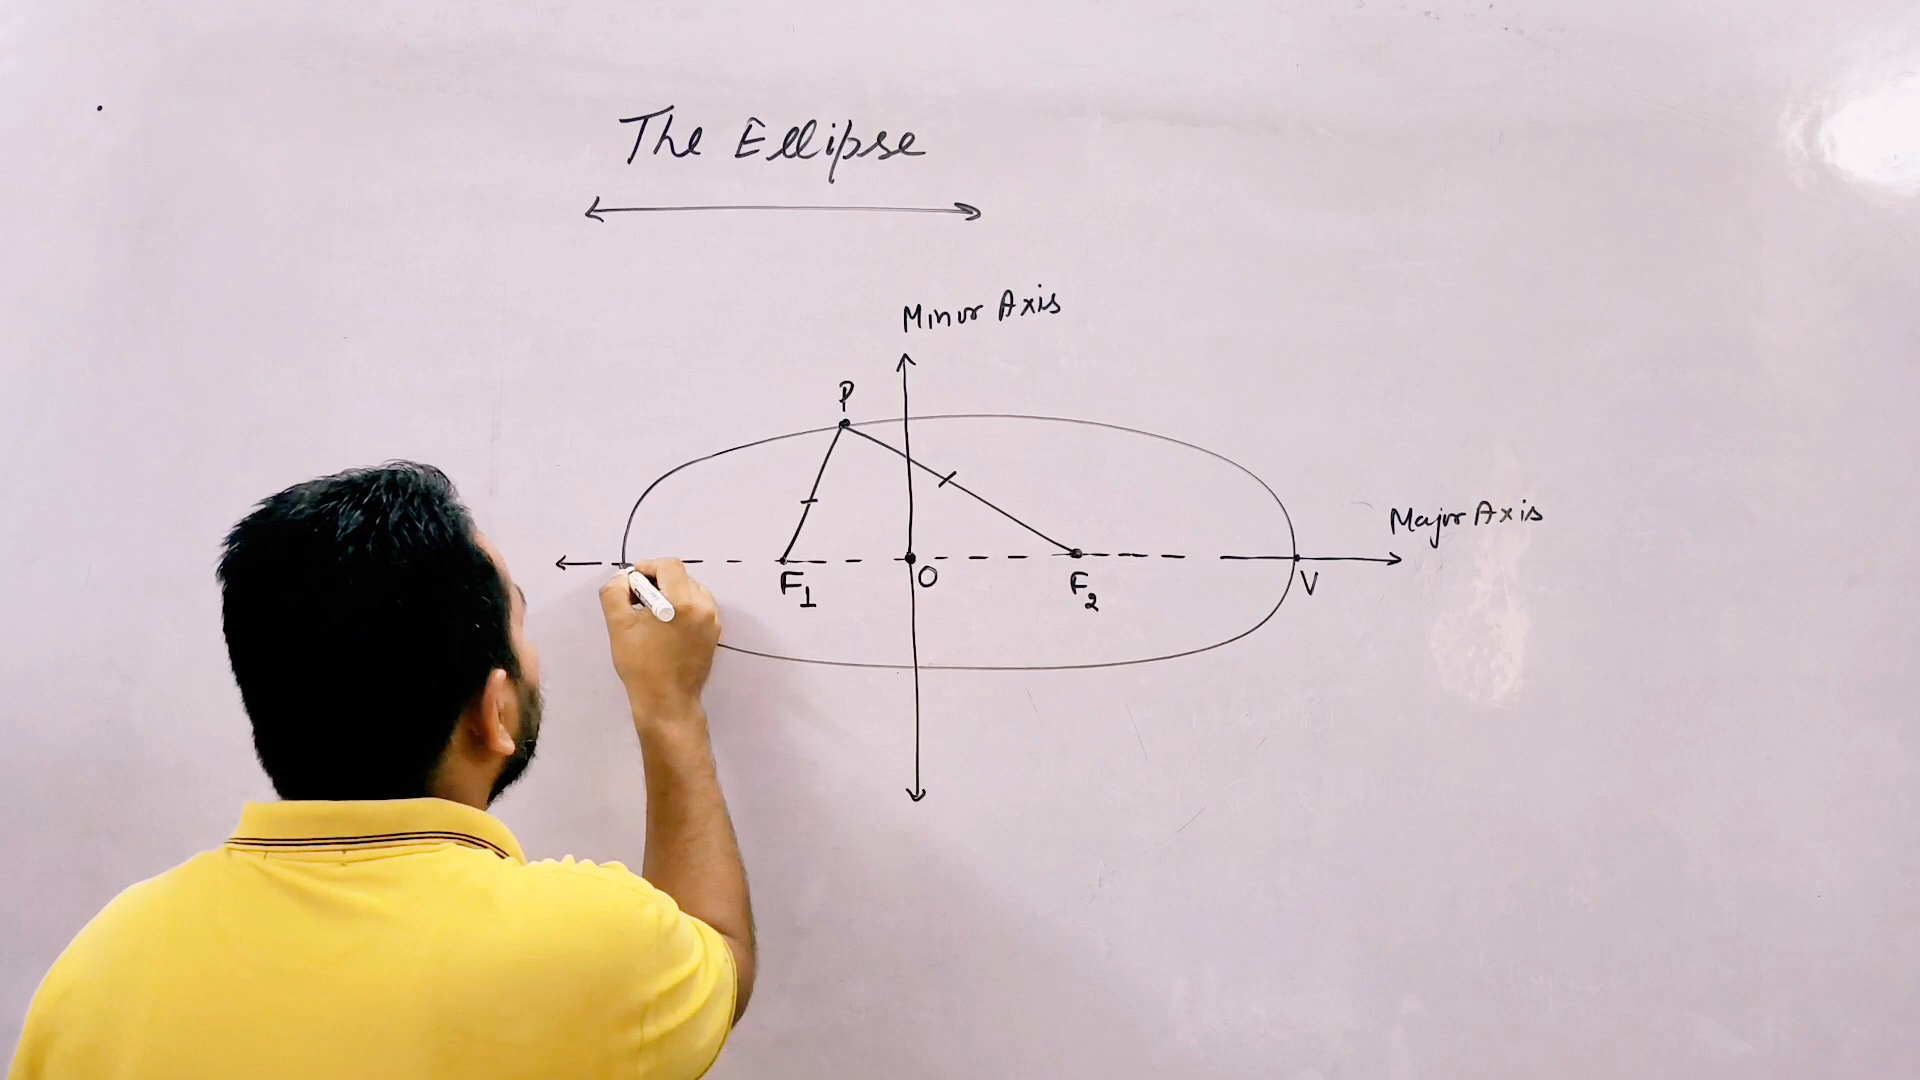 The Ellipse
Minor Axis
P
Major Axis
F1 O F2 V